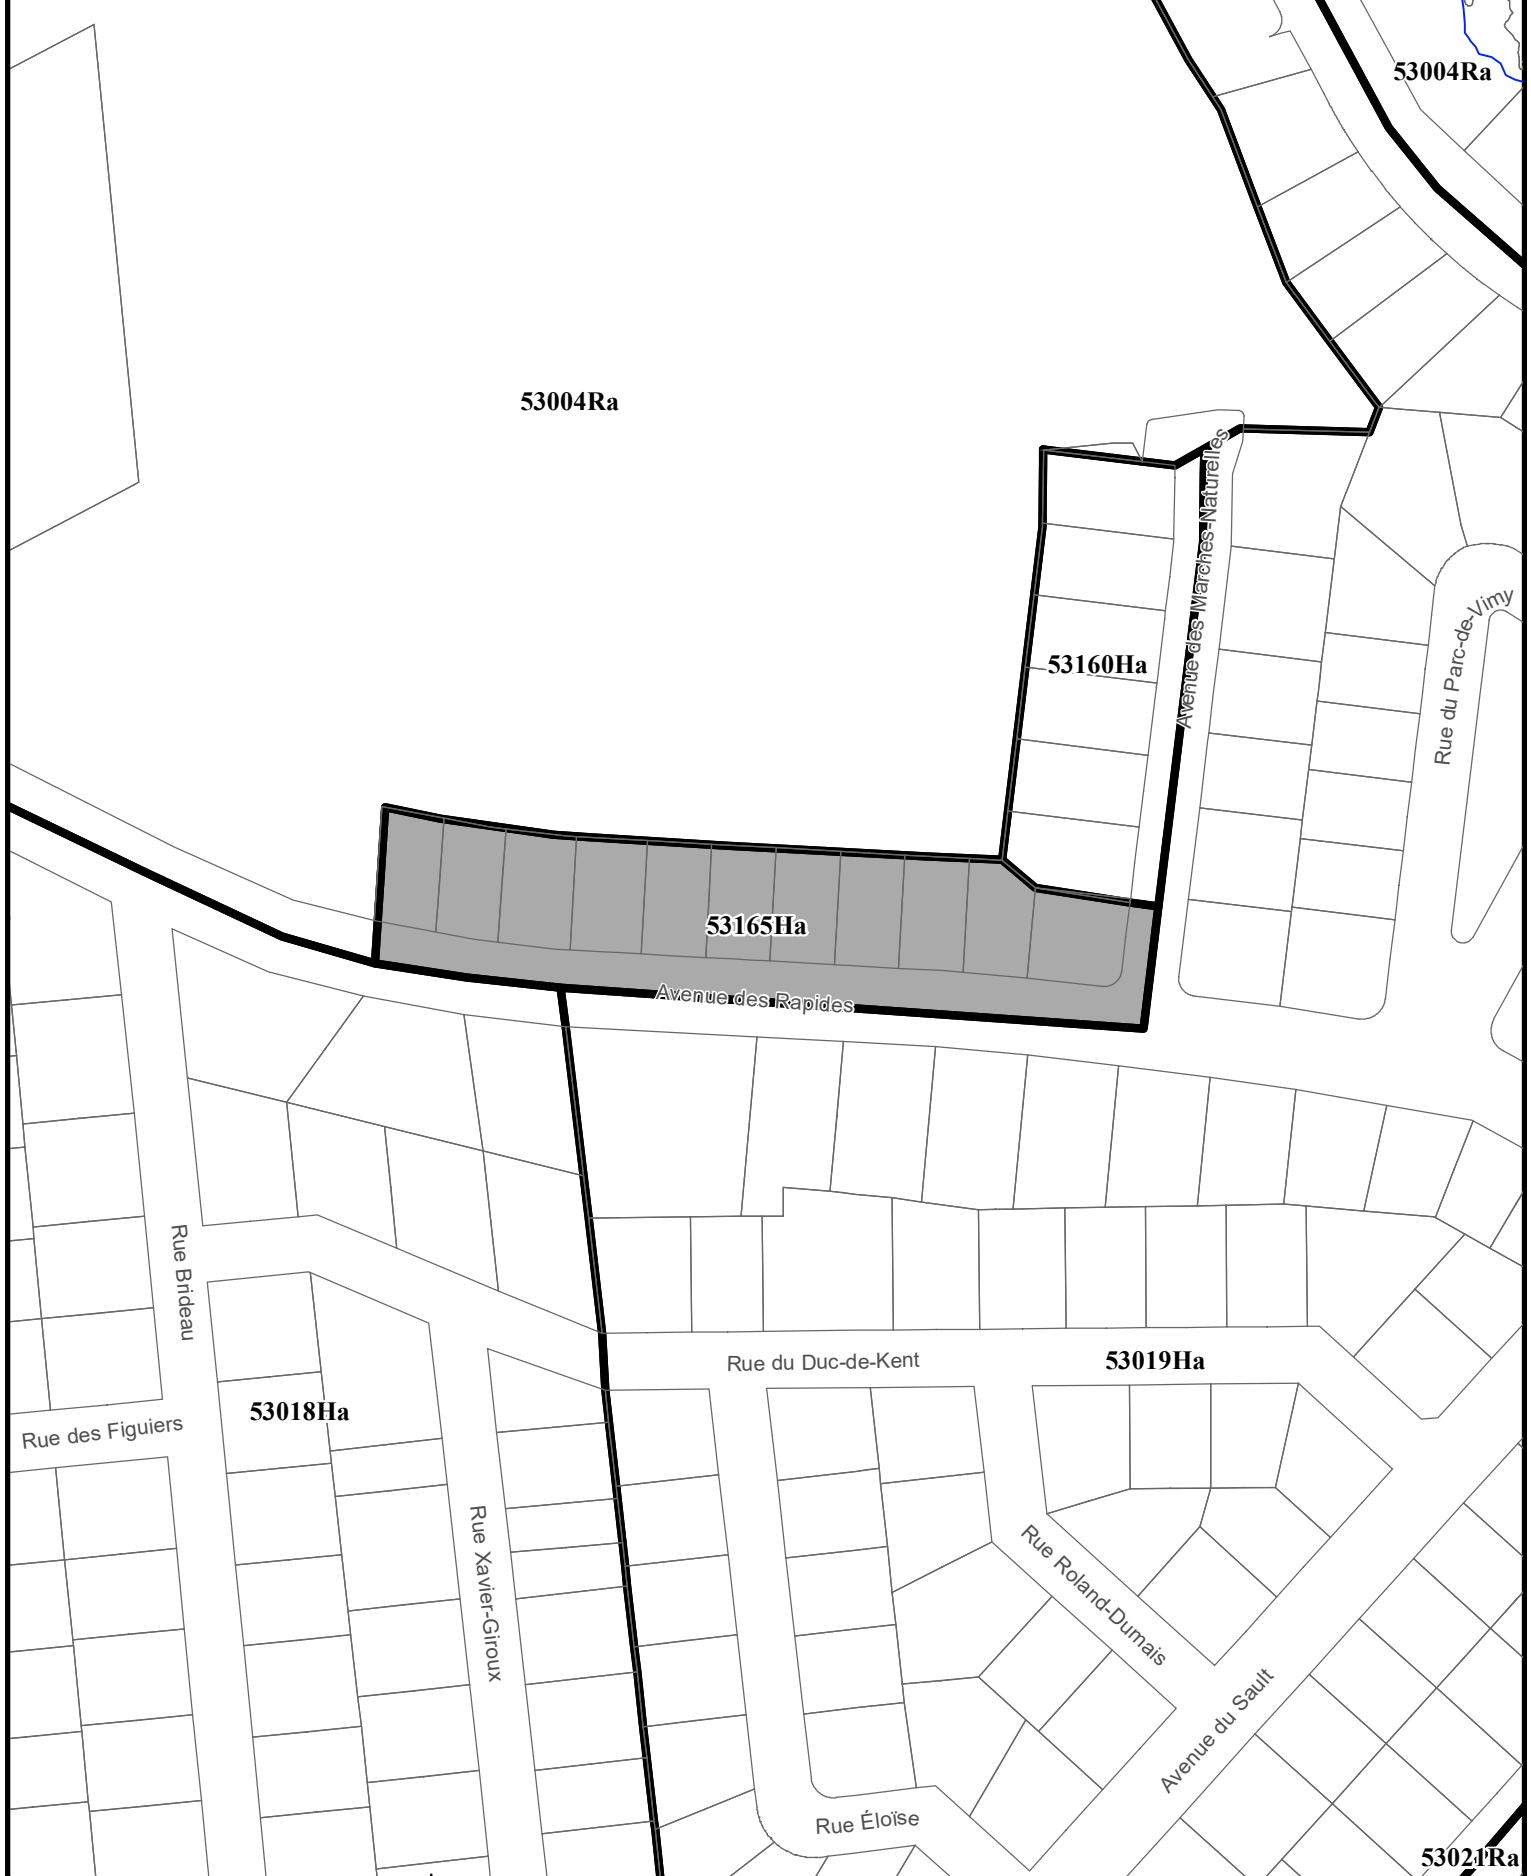 53004Ra
53004Ra
Avenue des Marches-Naturelles
Rue du Parc-de-Vimy
53160Ha
53165Ha
Avenue des Rapides
Rue Brideau
Rue du Duc-de-Kent
53019Ha
53018Ha
Rue des Figuiers
Rue Xavier-Giroux
Rue Roland-Dumais
Avenue du Sault
Rue Éloïse
53021Ra